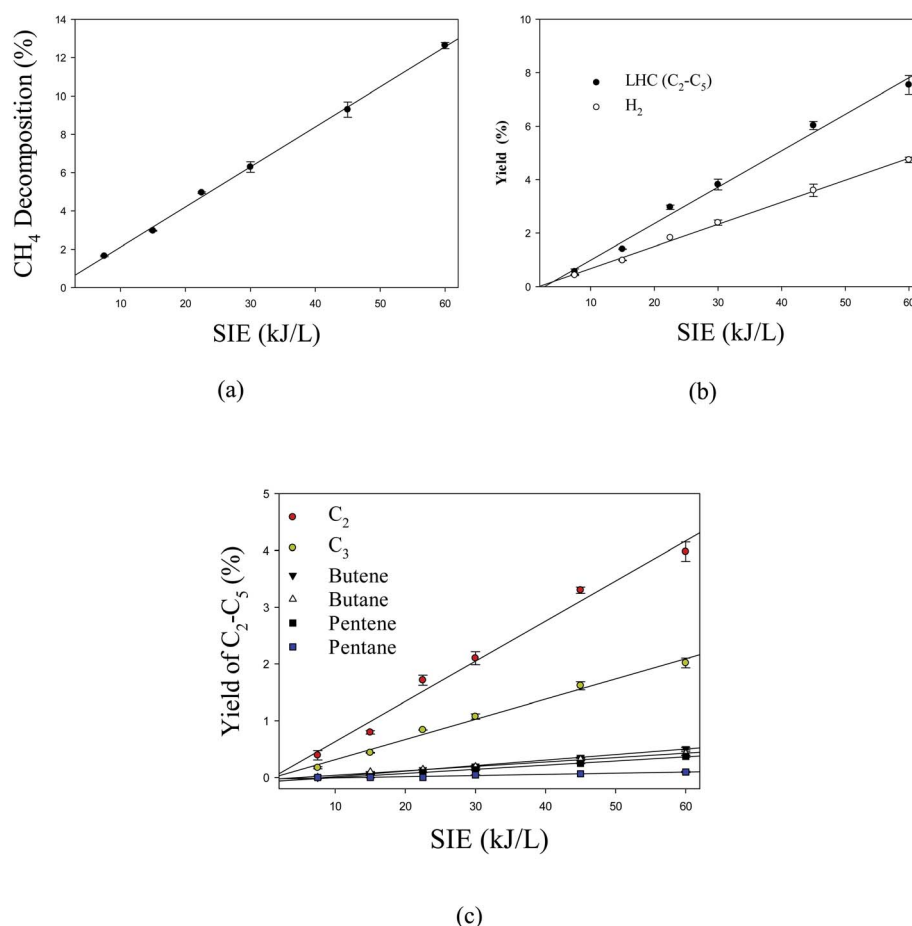 14
12
10
8
6
4
2
0
CH₄ Decomposition (%)
10 20 30 40 50 60
SIE (kJ/L)
(a)
8
6
4
2
0
Yield (%)
LHC (C₂-C₅)
H₂
10 20 30 40 50 60
SIE (kJ/L)
(b)
5
4
3
2
1
0
Yield of C₂-C₅ (%)
C₂
C₃
Butene
Butane
Pentene
Pentane
10 20 30 40 50 60
SIE (kJ/L)
(c)